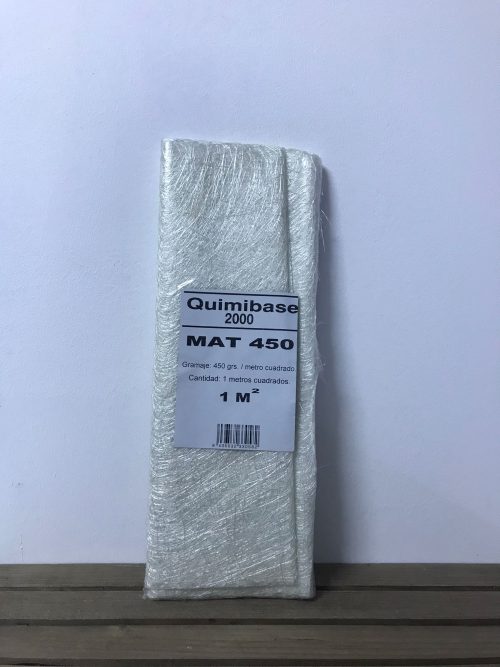 Quimibase
2000
MAT 450
Gramaje: 450 grs. / metro cuadrado
Cantidad: 1 metros cuadrados.
1 M²